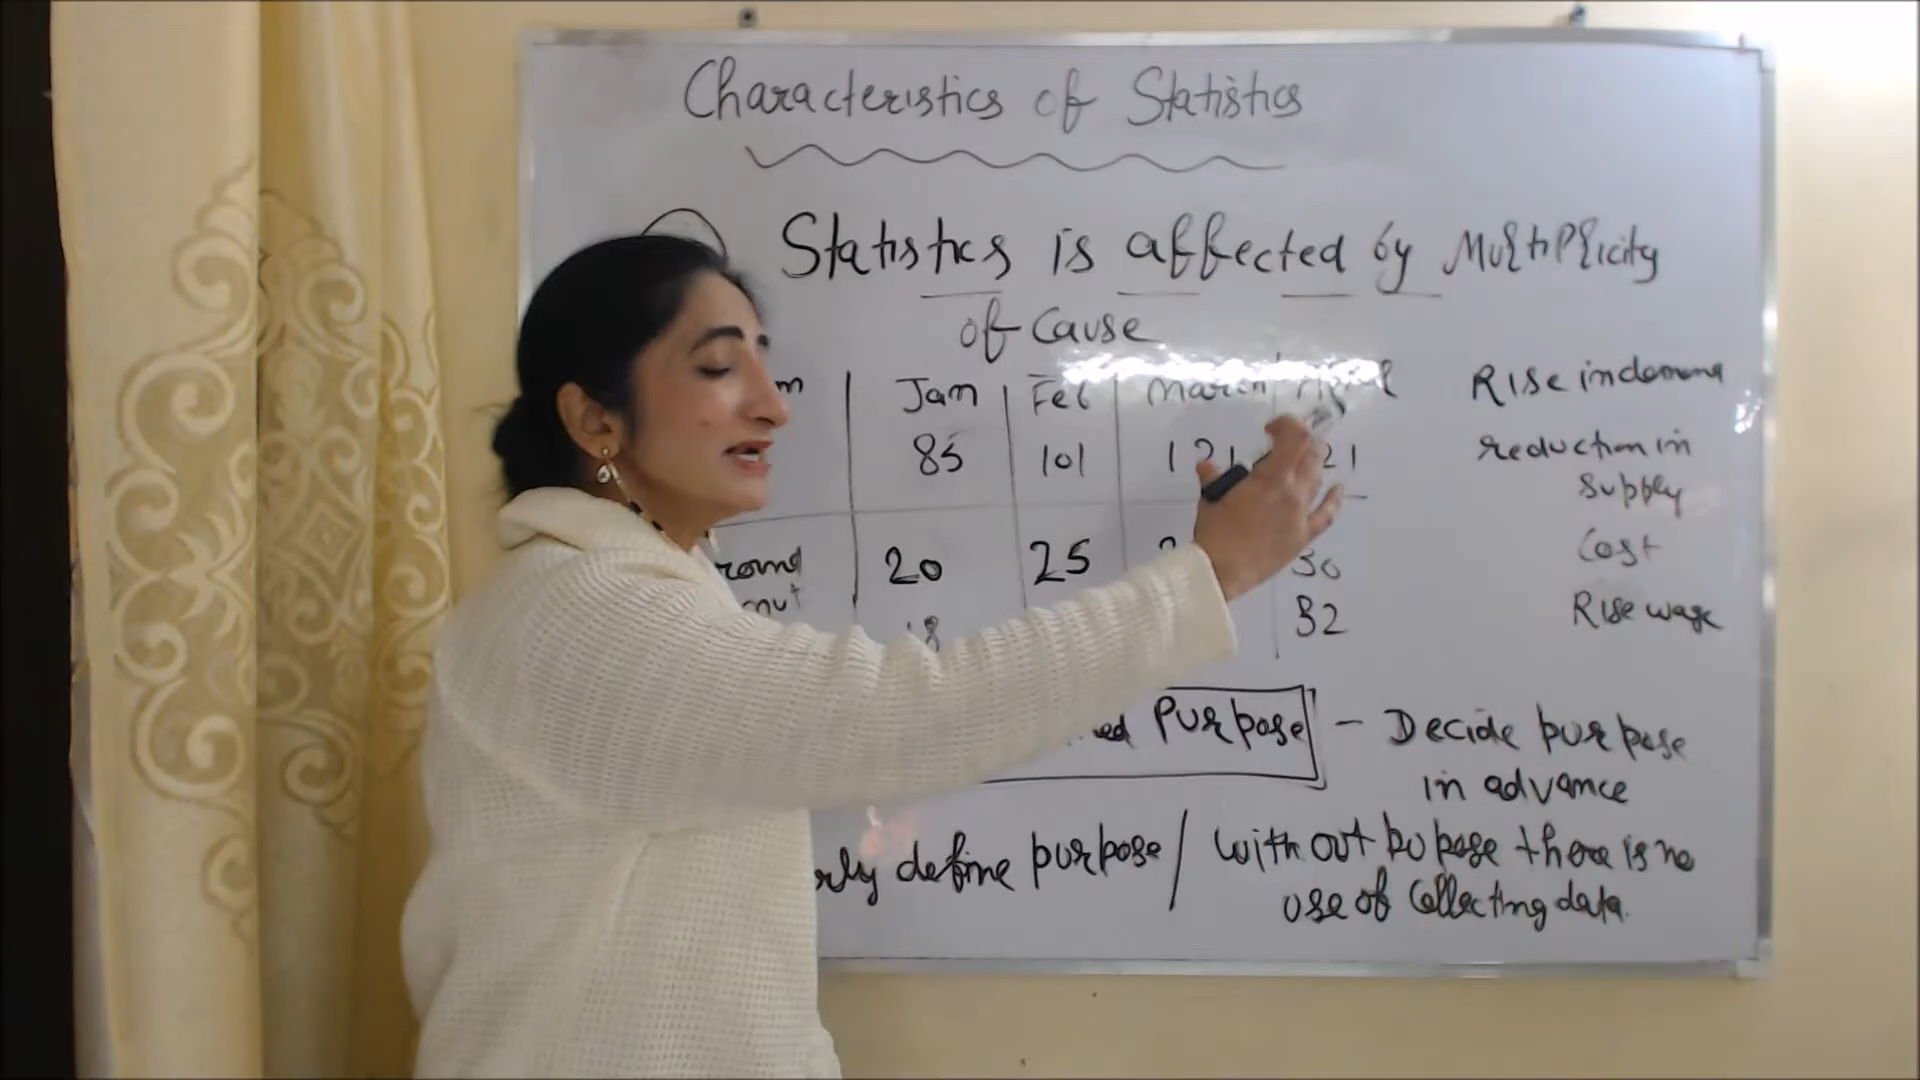 Characteristics of Statistics
Statistics is affected by Multiplicity
of Cause
Jan Feb March April Rise in demand
85 101 121 21 reduction in
supply
20 25 30 Cost
18 32 Rise wage
Purpose - Decide purpose
in advance
define purpose / without pupose there is no
use of Collecting data.